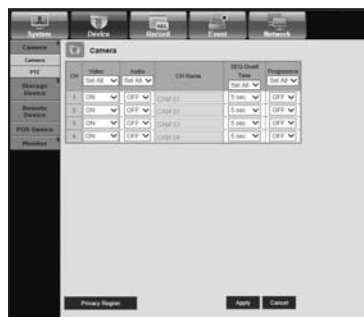 System Device Record Event Network
Camera
Camera
PTZ
Storage Device
Remote Device
POS Device
Monitor
Camera
CH Video Audio CH Name SEQ-Dwell Time Progressive
Set All Set All Set All Set All
1 ON OFF CAM 01 5 sec OFF
2 ON OFF CAM 02 5 sec OFF
3 ON OFF CAM 03 5 sec OFF
4 ON OFF CAM 04 5 sec OFF
Privacy Region Apply Cancel